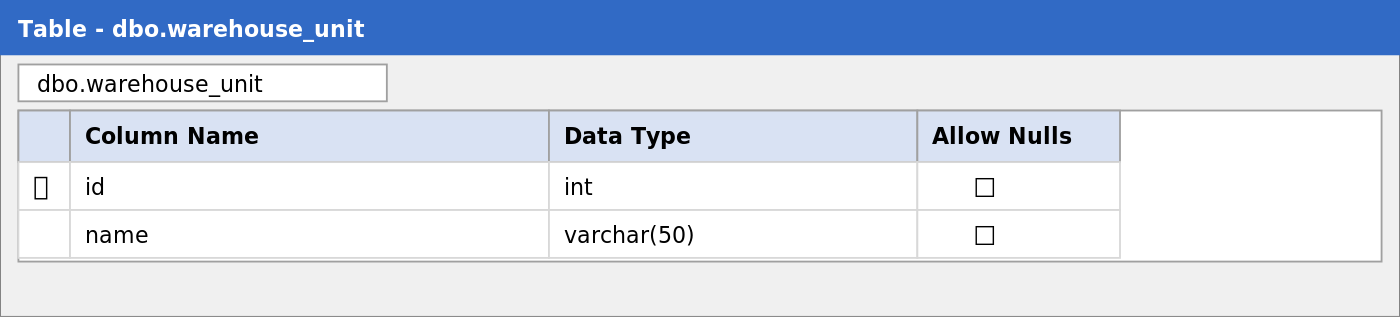 Table - dbo.warehouse_unit
dbo.warehouse_unit
Column Name Data Type Allow Nulls
id int ☐
name varchar(50) ☐